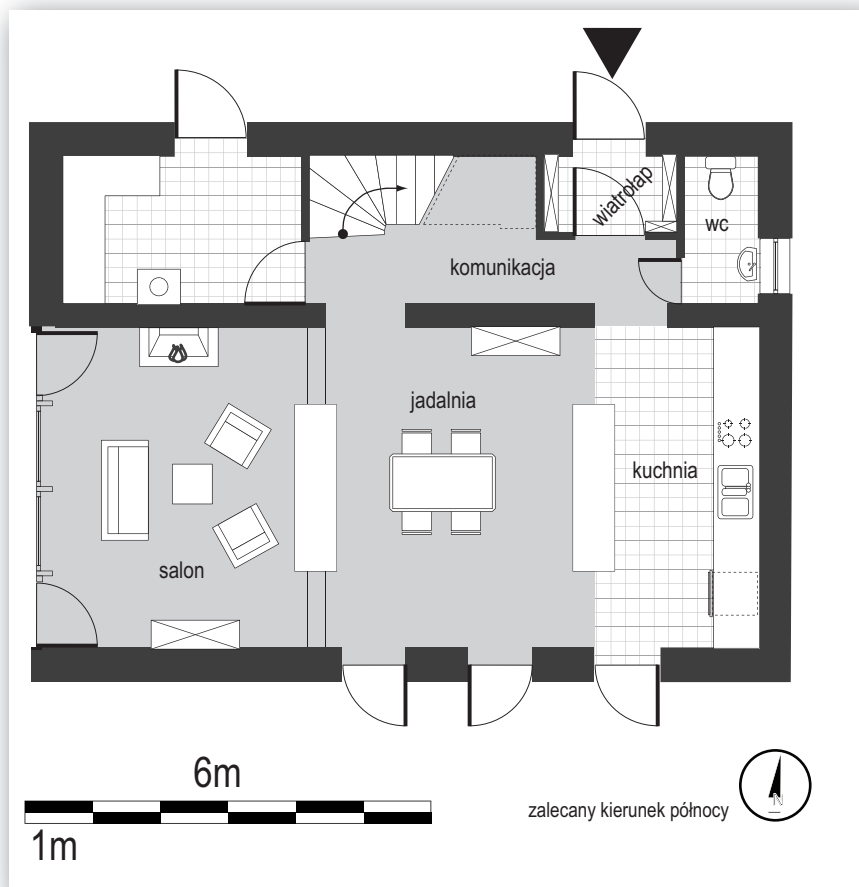 wiatrołap
wc
komunikacja
jadalnia
kuchnia
salon
6m
1m
zalecany kierunek północy
N